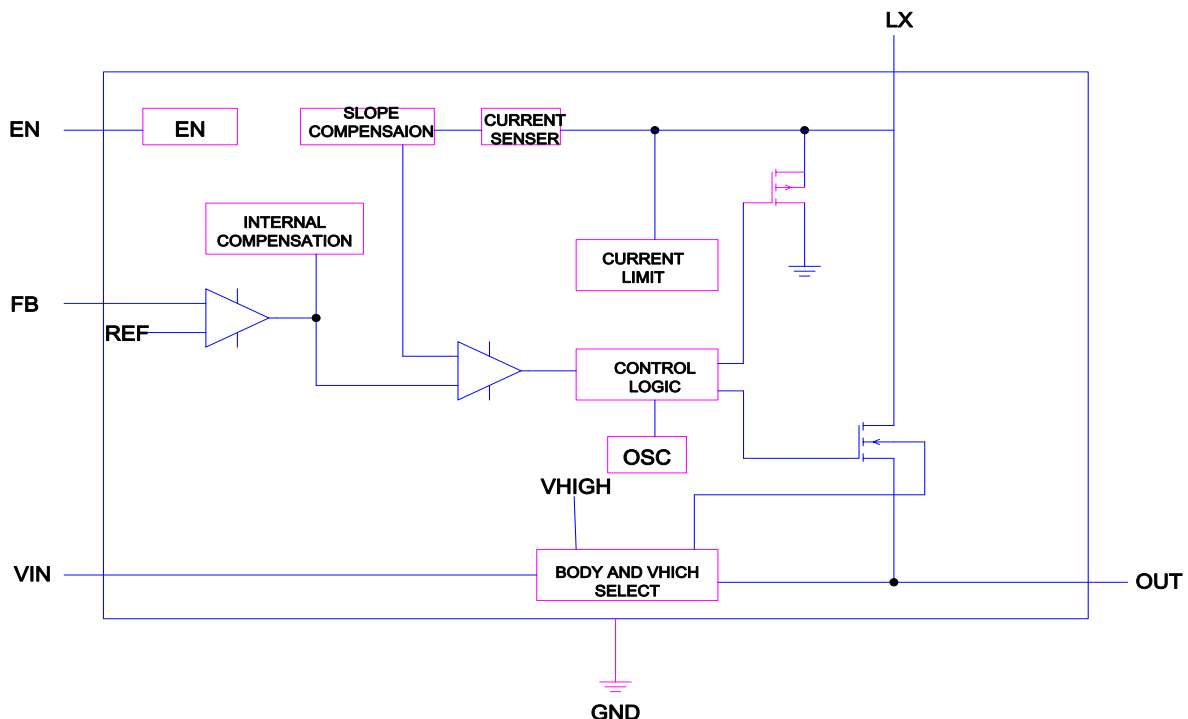 LX
EN
EN
SLOPE
COMPENSAION
CURRENT
SENSER
INTERNAL
COMPENSATION
CURRENT
LIMIT
FB
REF
CONTROL
LOGIC
OSC
VHIGH
VIN
BODY AND VHICH
SELECT
OUT
GND